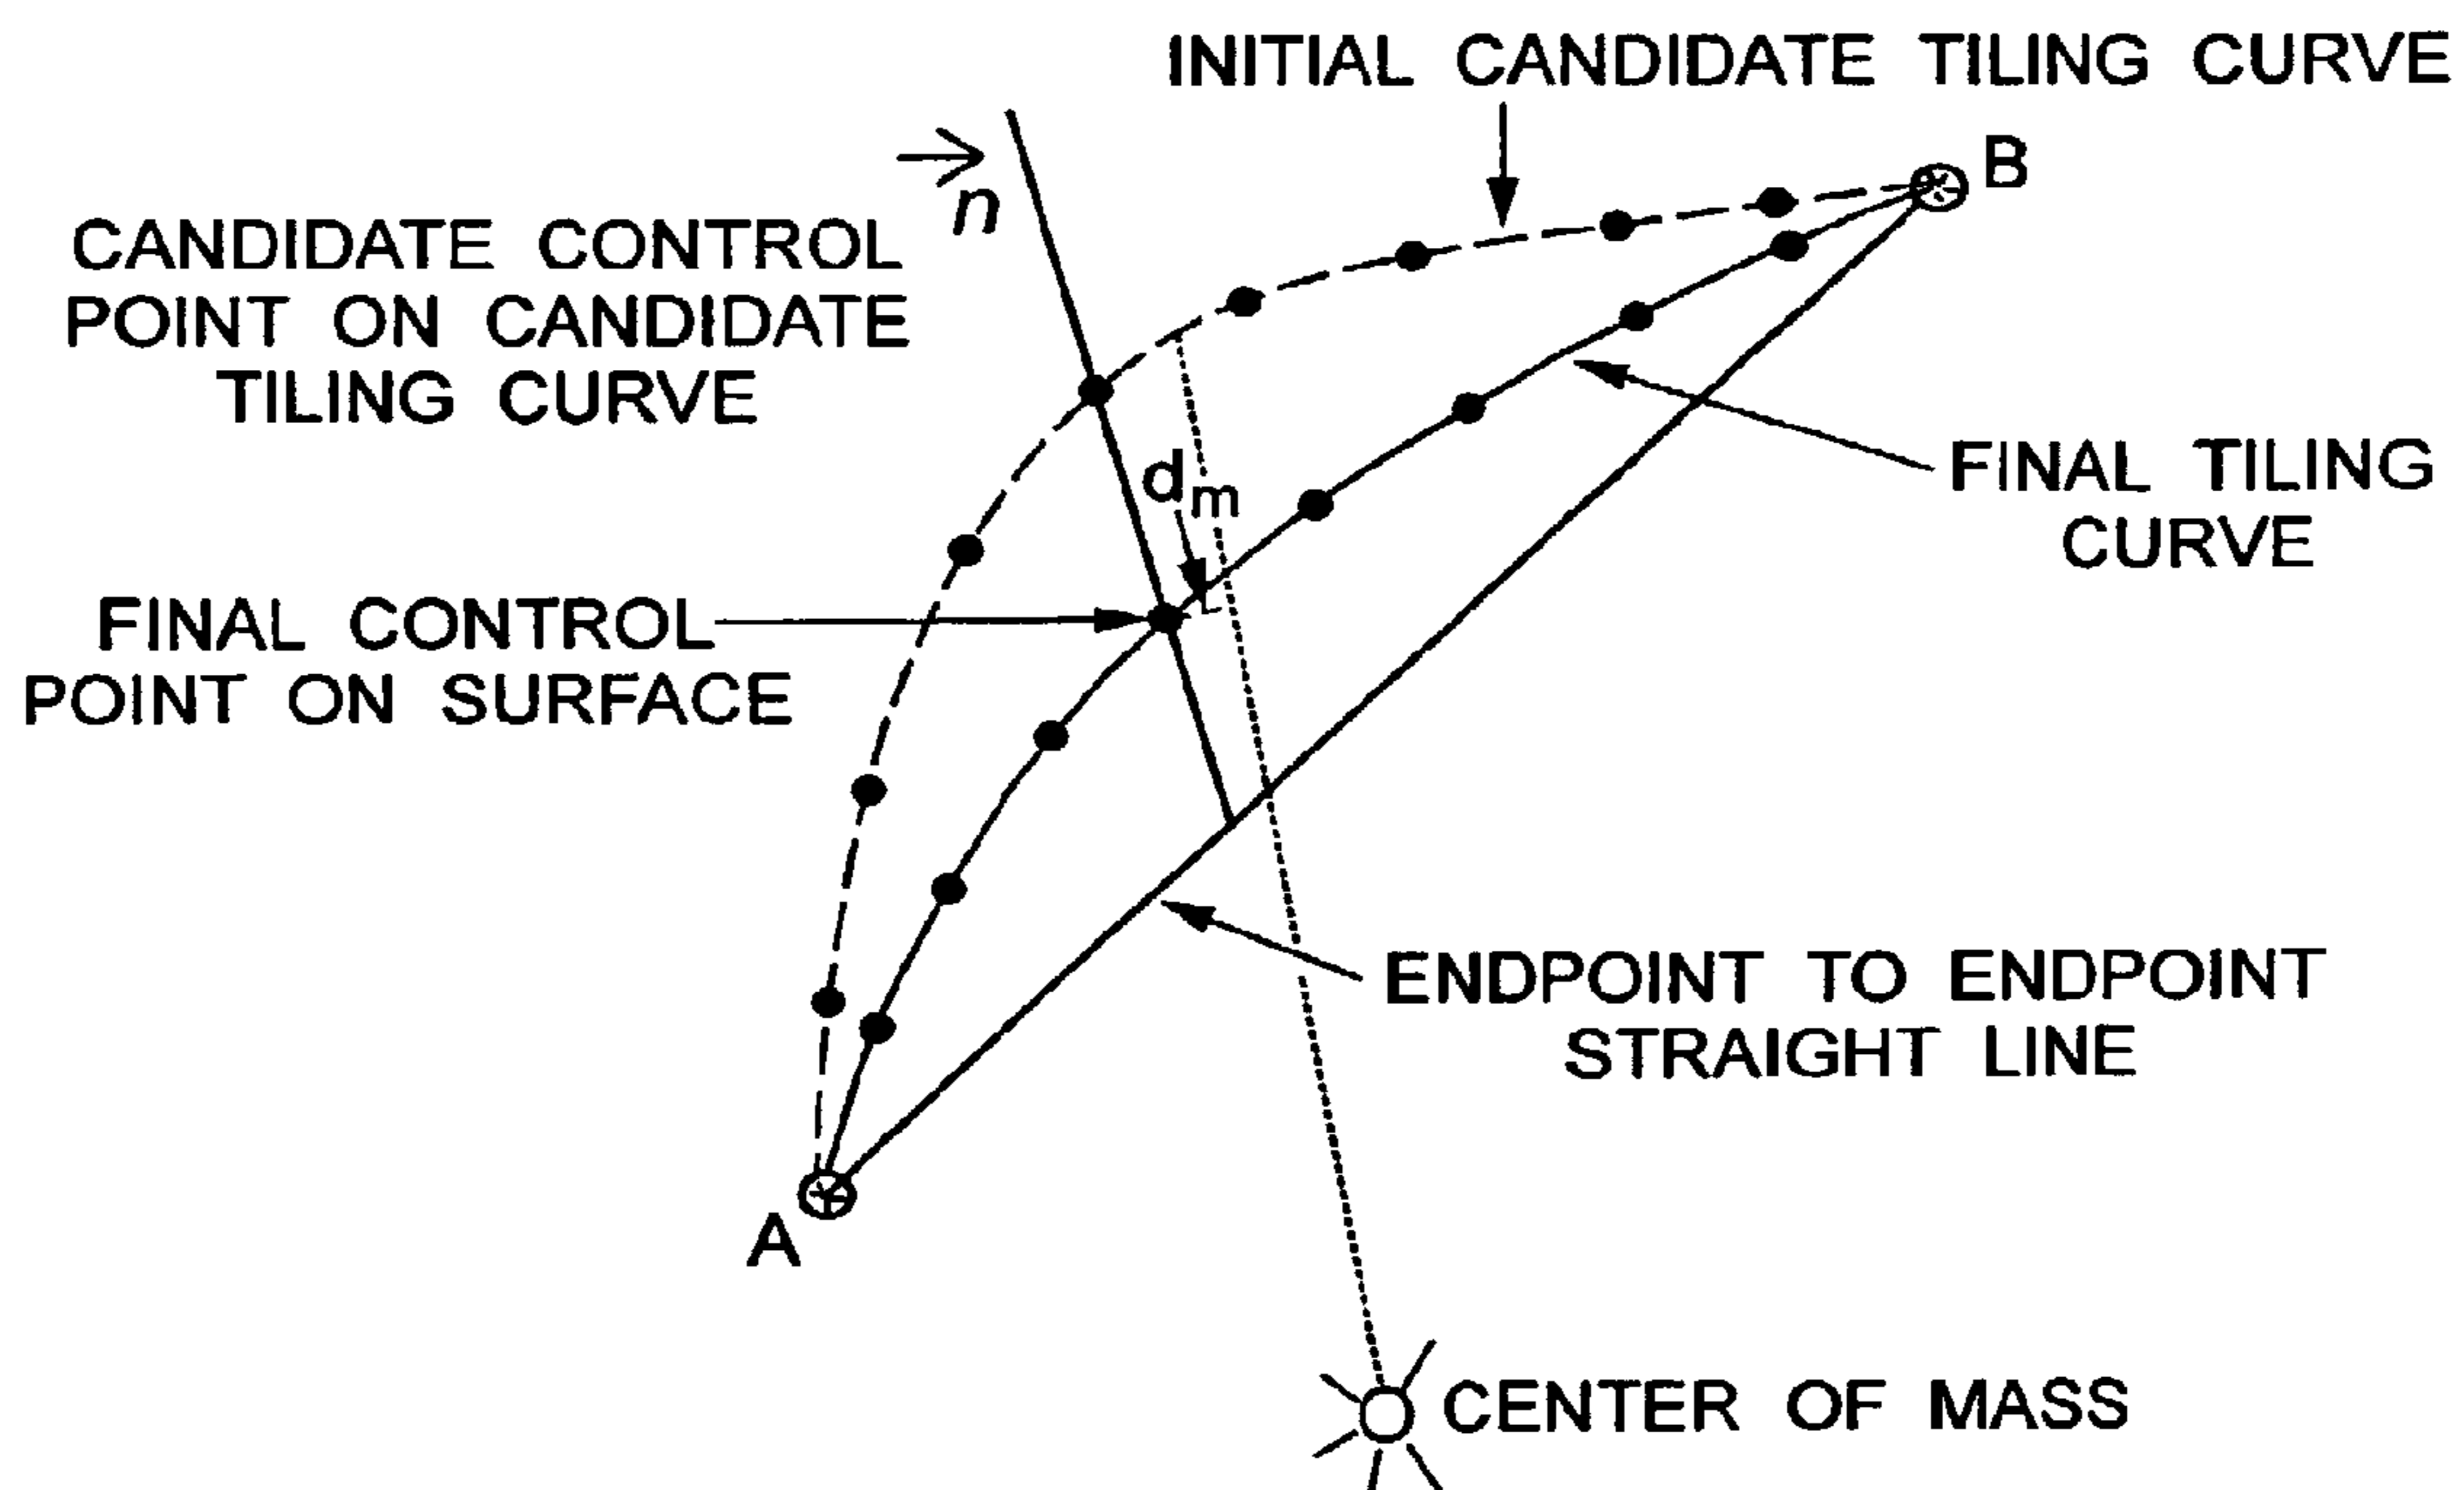 INITIAL CANDIDATE TILING CURVE
B
n
CANDIDATE CONTROL
POINT ON CANDIDATE
TILING CURVE
dm
FINAL TILING
CURVE
FINAL CONTROL
POINT ON SURFACE
ENDPOINT TO ENDPOINT
STRAIGHT LINE
A
CENTER OF MASS